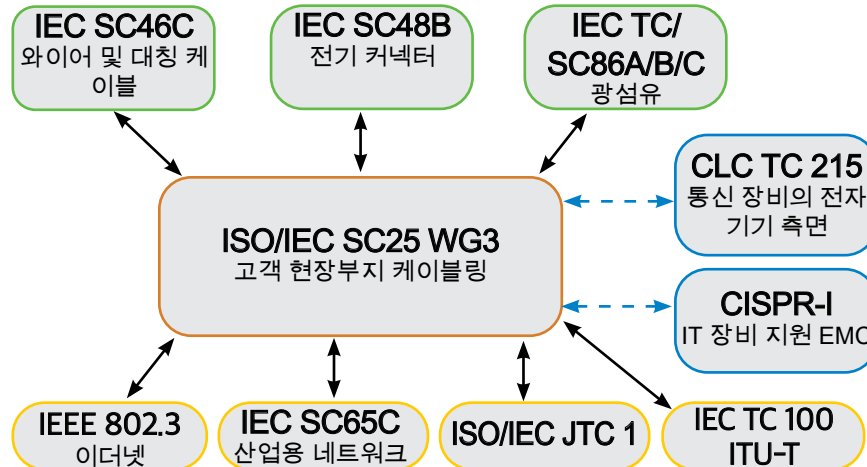 IEC SC46C
와이어 및 대칭 케
이블
IEC SC48B
전기 커넥터
IEC TC/
SC86A/B/C
광섬유
CLC TC 215
통신 장비의 전자
기기 측면
ISO/IEC SC25 WG3
고객 현장부지 케이블링
CISPR-I
IT 장비 지원 EMC
IEEE 802.3
이더넷
IEC SC65C
산업용 네트워크
ISO/IEC JTC 1
IEC TC 100
ITU-T